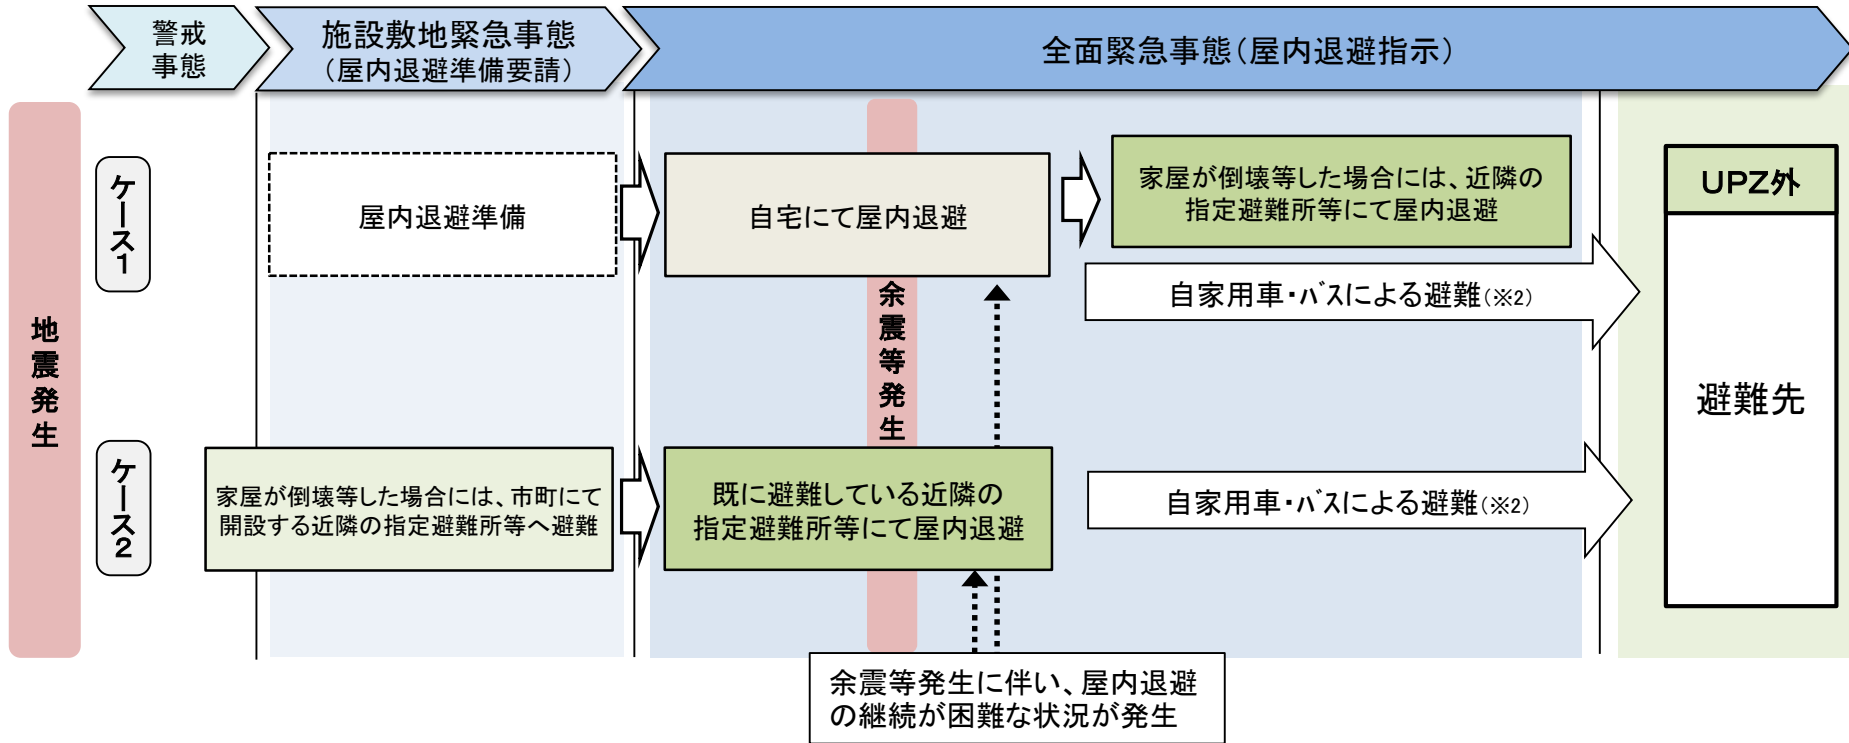 警戒
事態
施設敷地緊急事態
（屋内退避準備要請）
全面緊急事態（屋内退避指示）
地震発生
ケース１
屋内退避準備
自宅にて屋内退避
家屋が倒壊等した場合には、近隣の
指定避難所等にて屋内退避
自家用車・バスによる避難（※2）
余震等発生
UPZ外
避難先
ケース２
家屋が倒壊等した場合には、市町にて
開設する近隣の指定避難所等へ避難
既に避難している近隣の
指定避難所等にて屋内退避
自家用車・バスによる避難（※2）
余震等発生に伴い、屋内退避
の継続が困難な状況が発生